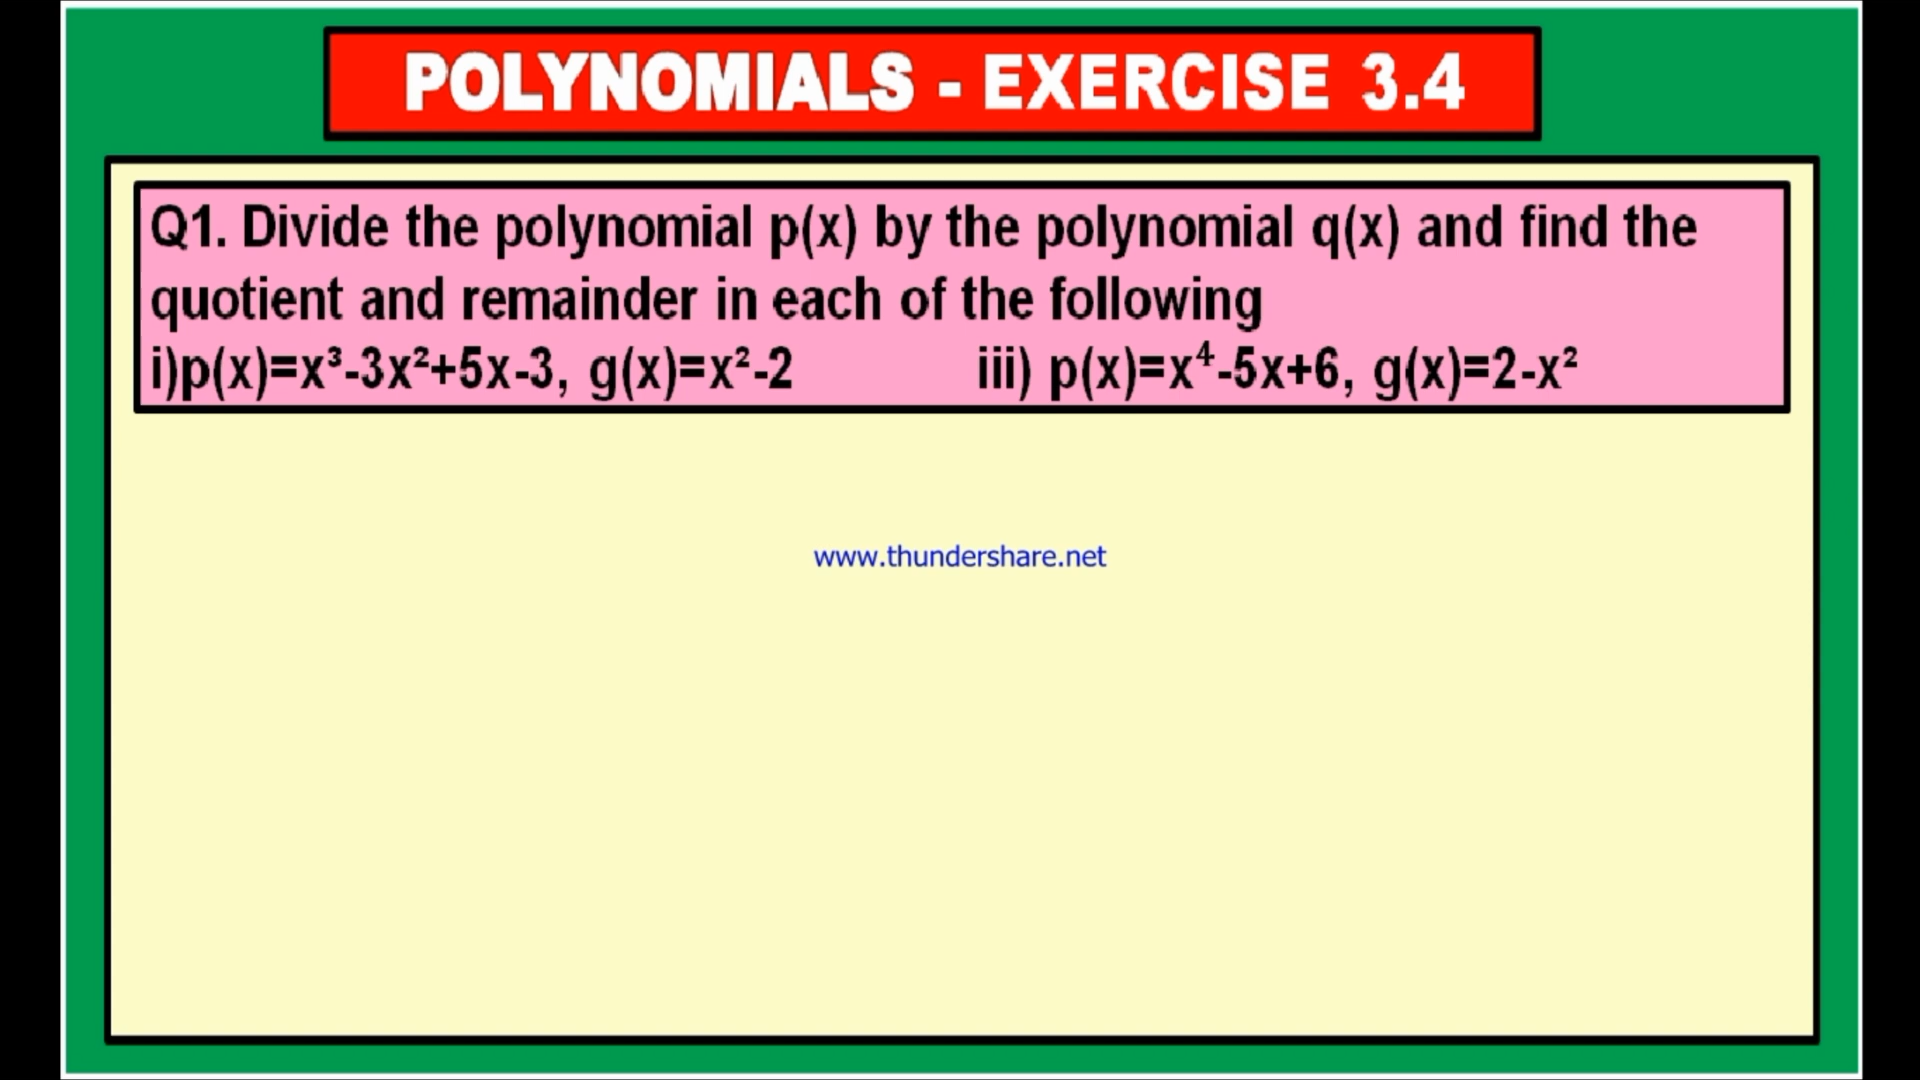 POLYNOMIALS - EXERCISE 3.4
Q1. Divide the polynomial p(x) by the polynomial q(x) and find the
quotient and remainder in each of the following
i)p(x)=x³-3x²+5x-3, g(x)=x²-2 iii) p(x)=x⁴-5x+6, g(x)=2-x²
www.thundershare.net